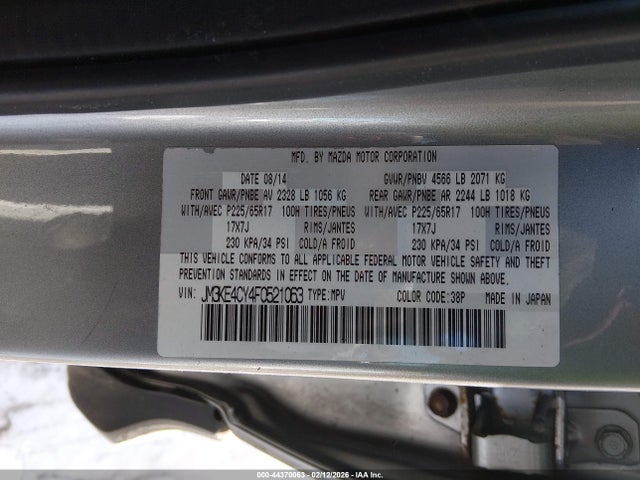 MFD. BY MAZDA MOTOR CORPORATION
DATE 08/14 GVWR/PNBV 4566 LB 2071 KG
FRONT GAWR/PNBE AV 2328 LB 1056 KG REAR GAWR/PNBE AR 2244 LB 1018 KG
WITH/AVEC P225/65R17 100H TIRES/PNEUS WITH/AVEC P225/65R17 100H TIRES/PNEUS
17X7J RIMS/JANTES 17X7J RIMS/JANTES
230 KPA/34 PSI COLD/A FROID 230 KPA/34 PSI COLD/A FROID
THIS VEHICLE CONFORMS TO ALL APPLICABLE FEDERAL MOTOR VEHICLE SAFETY AND THEFT
PREVENTION STANDARDS IN EFFECT ON THE DATE OF MANUFACTURE SHOWN ABOVE.
VIN: JM3KE4CY4F0521063 TYPE:MPV COLOR CODE:38P MADE IN JAPAN
000-44370063 - 02/12/2026 - IAA Inc.